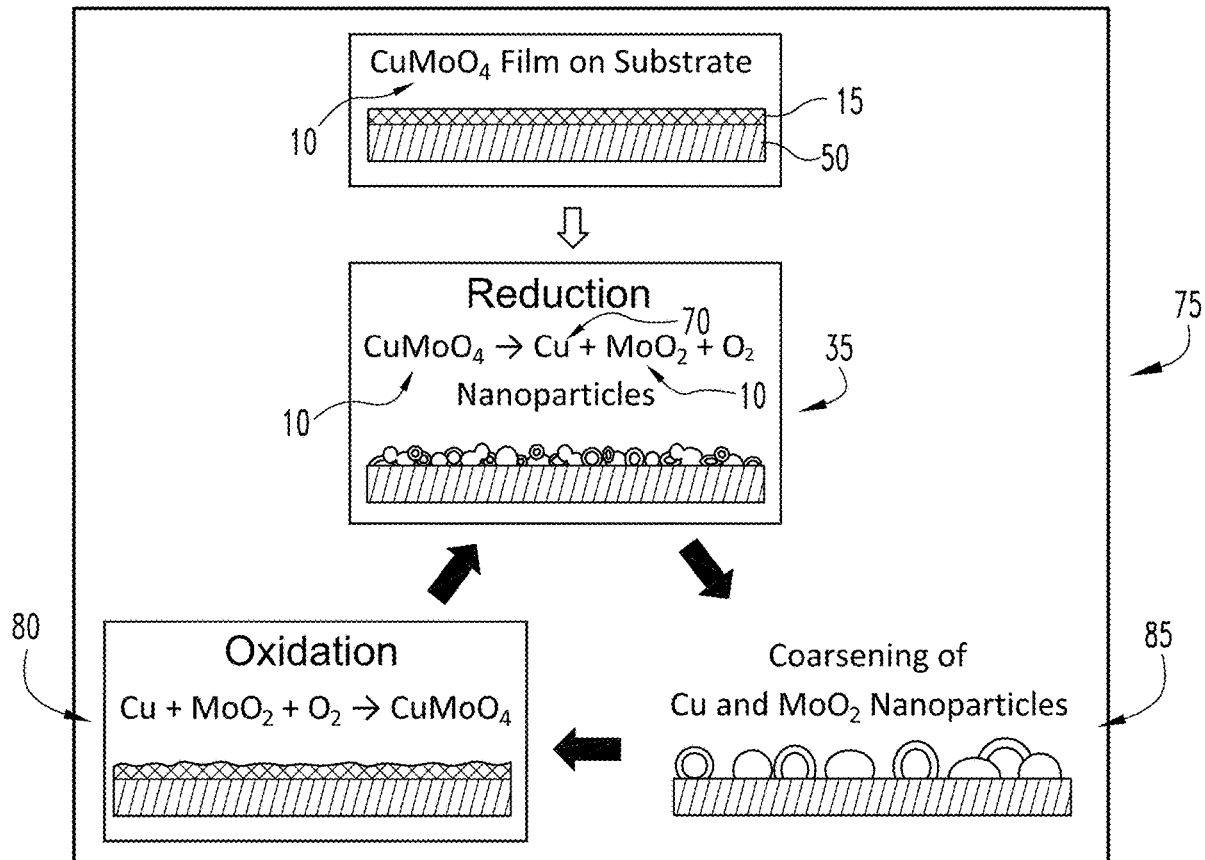 CuMoO₄ Film on Substrate
10
15
50
Reduction
70
CuMoO₄ → Cu + MoO₂ + O₂
10
Nanoparticles
10
35
75
80
Oxidation
Cu + MoO₂ + O₂ → CuMoO₄
Coarsening of
Cu and MoO₂ Nanoparticles
85